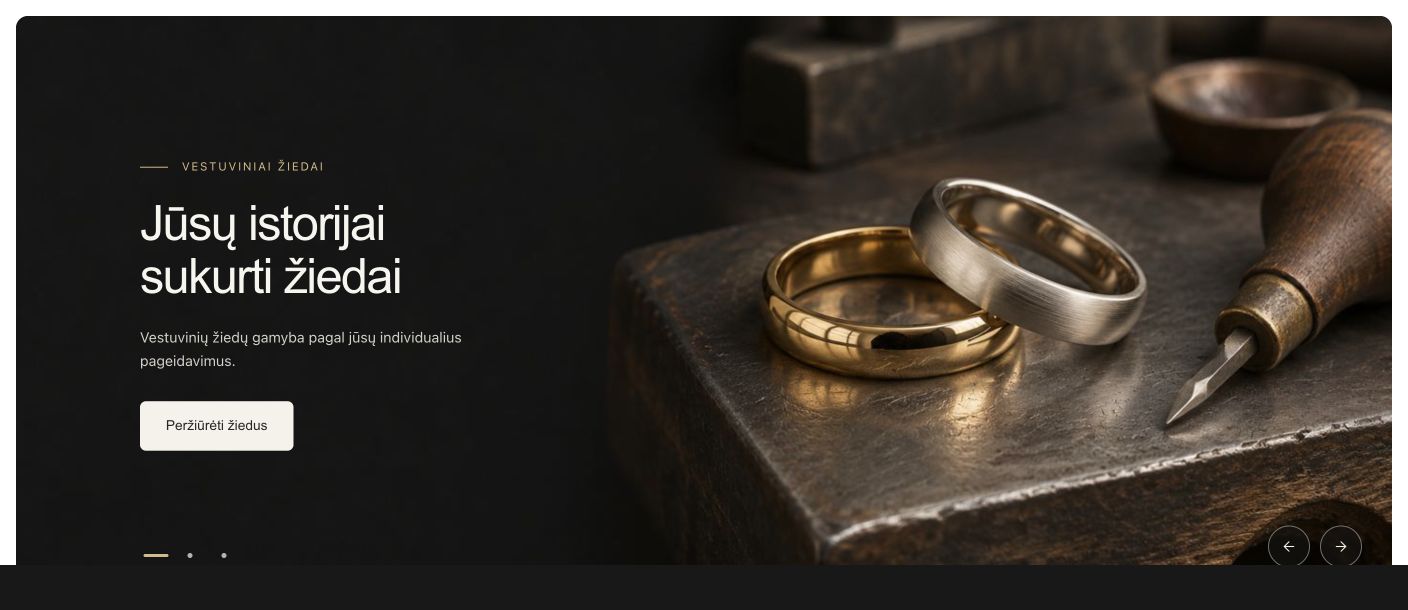 VESTUVINIAI ŽIEDAI
Jūsų istorijai
sukurti žiedai
Vestuvinių žiedų gamyba pagal jūsų individualius
pageidavimus.
Peržiūrėti žiedus